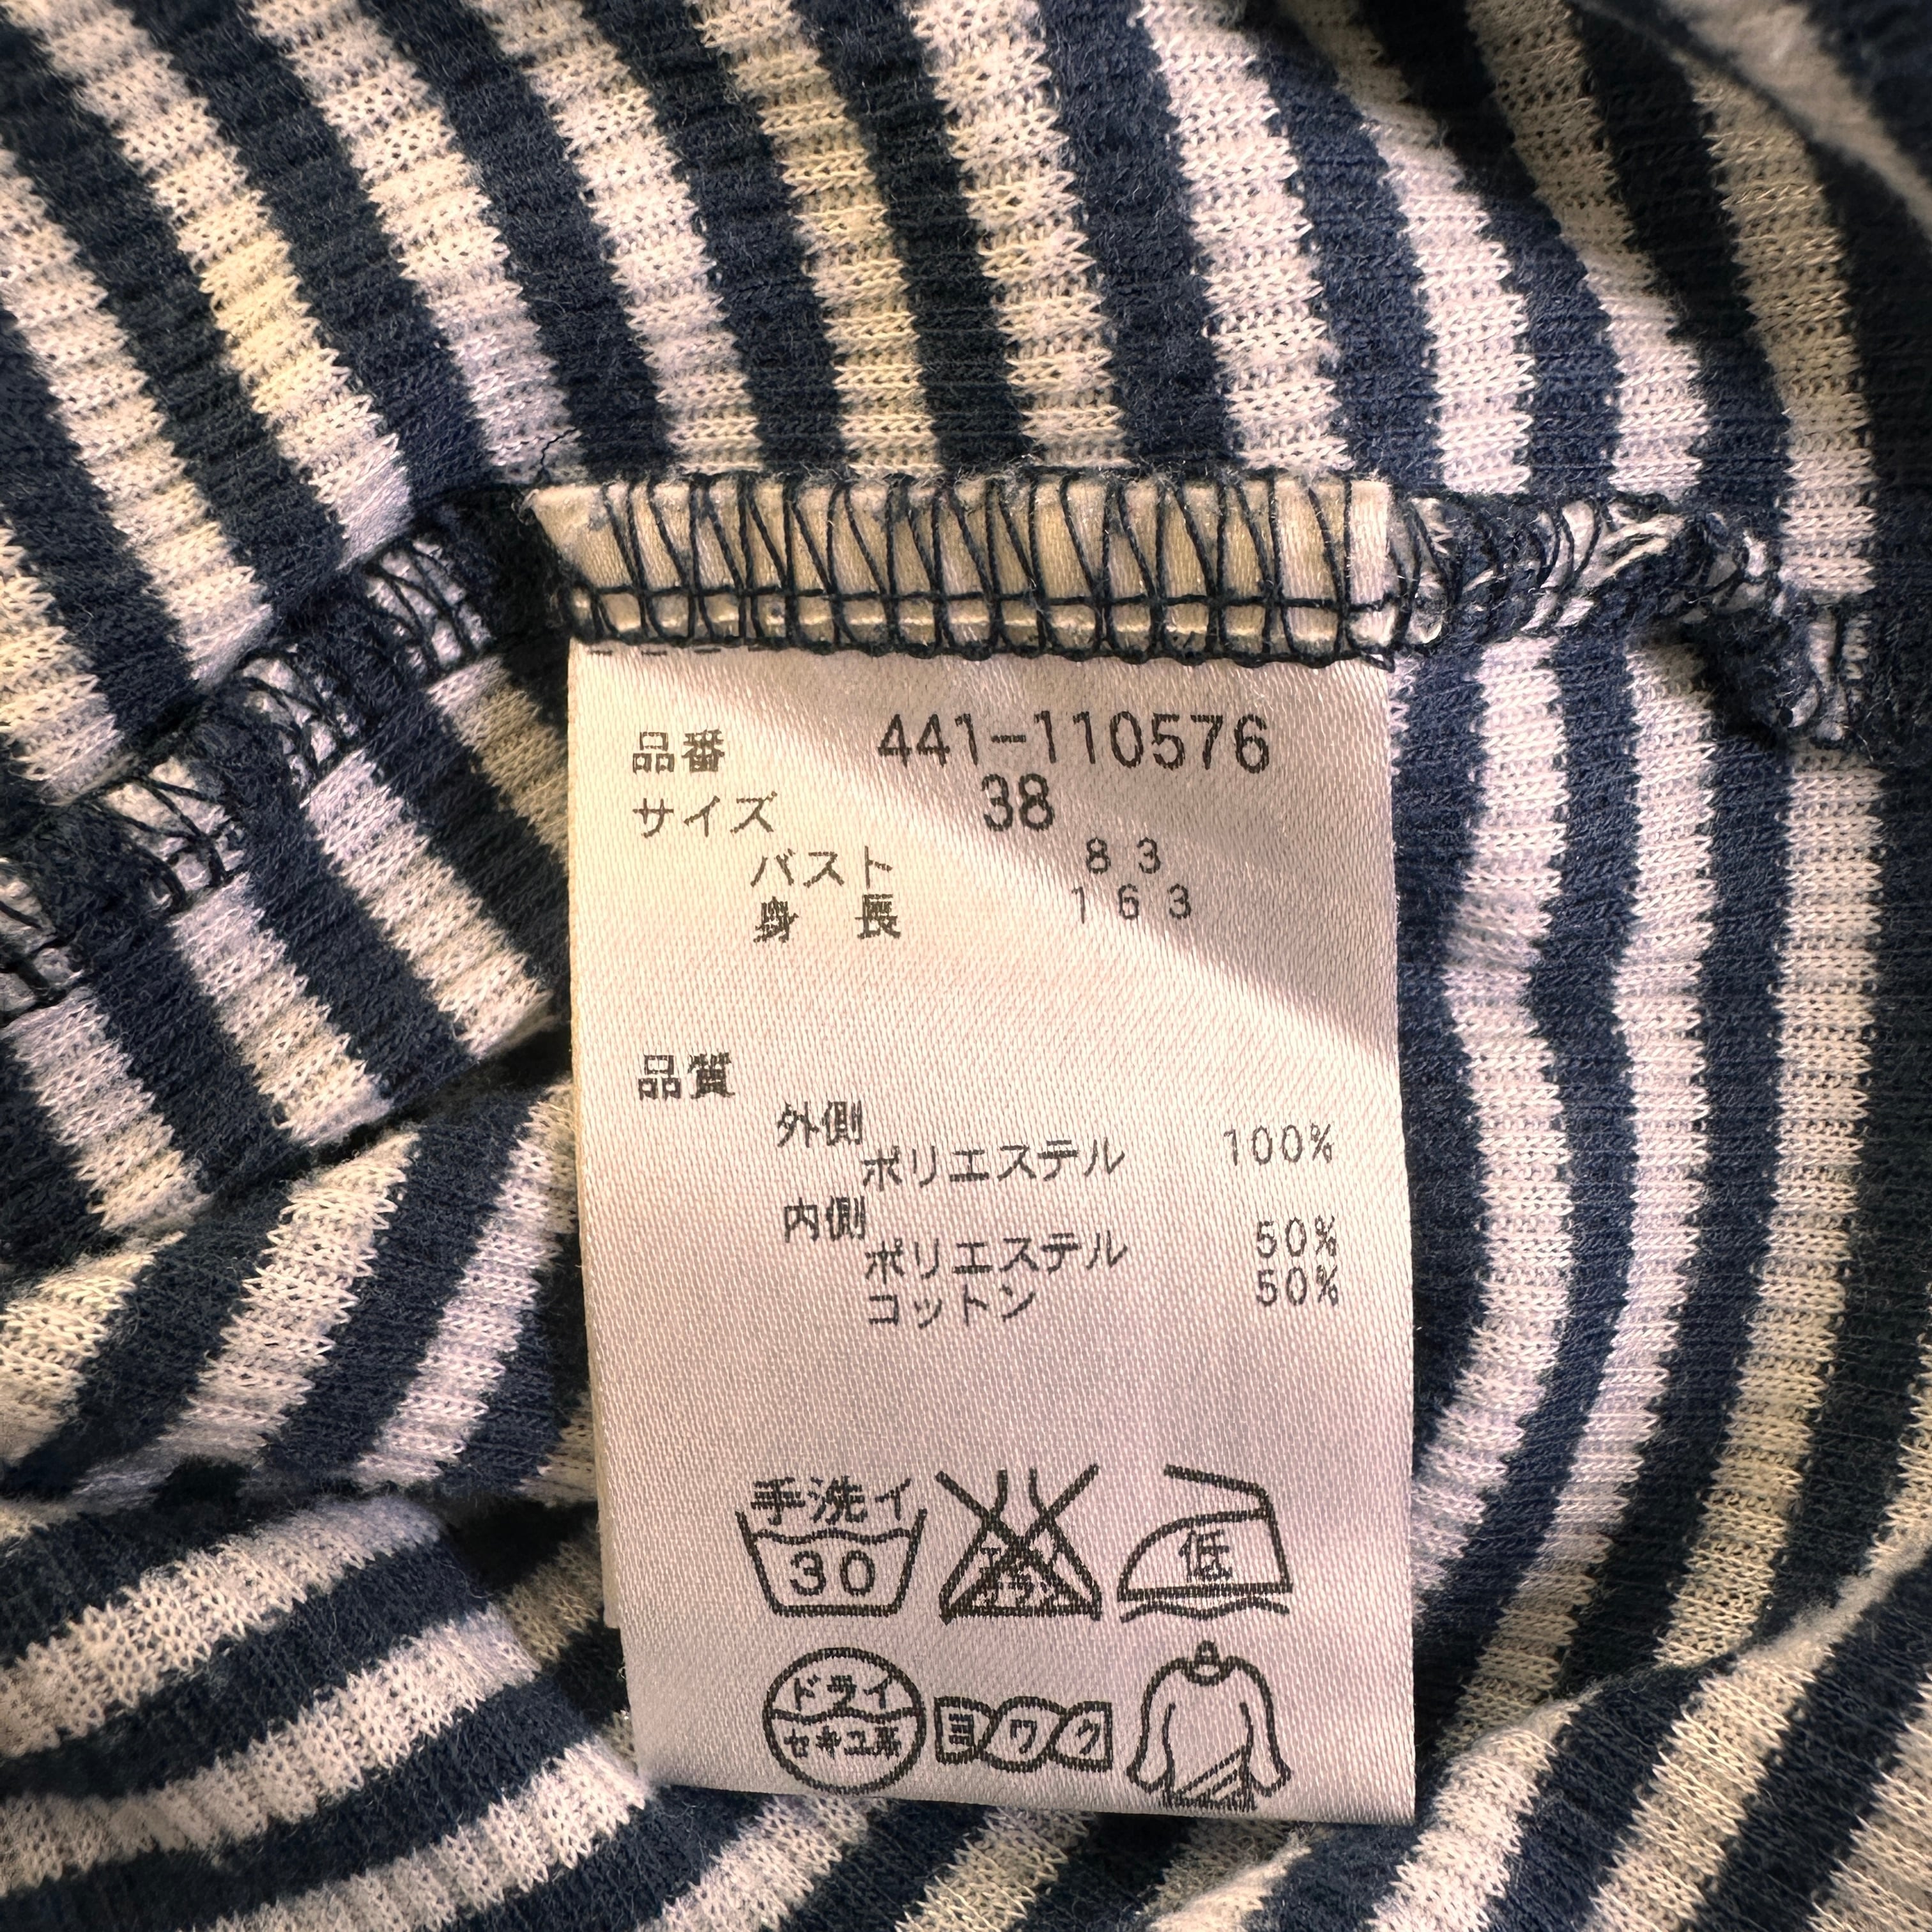 品番 441-110576
サイズ 38
バスト 83
身長 163
品質
外側
ポリエステル 100%
内側
ポリエステル 50%
コットン 50%
手洗イ
30
低
ドライ
セキユ系
ヨワク